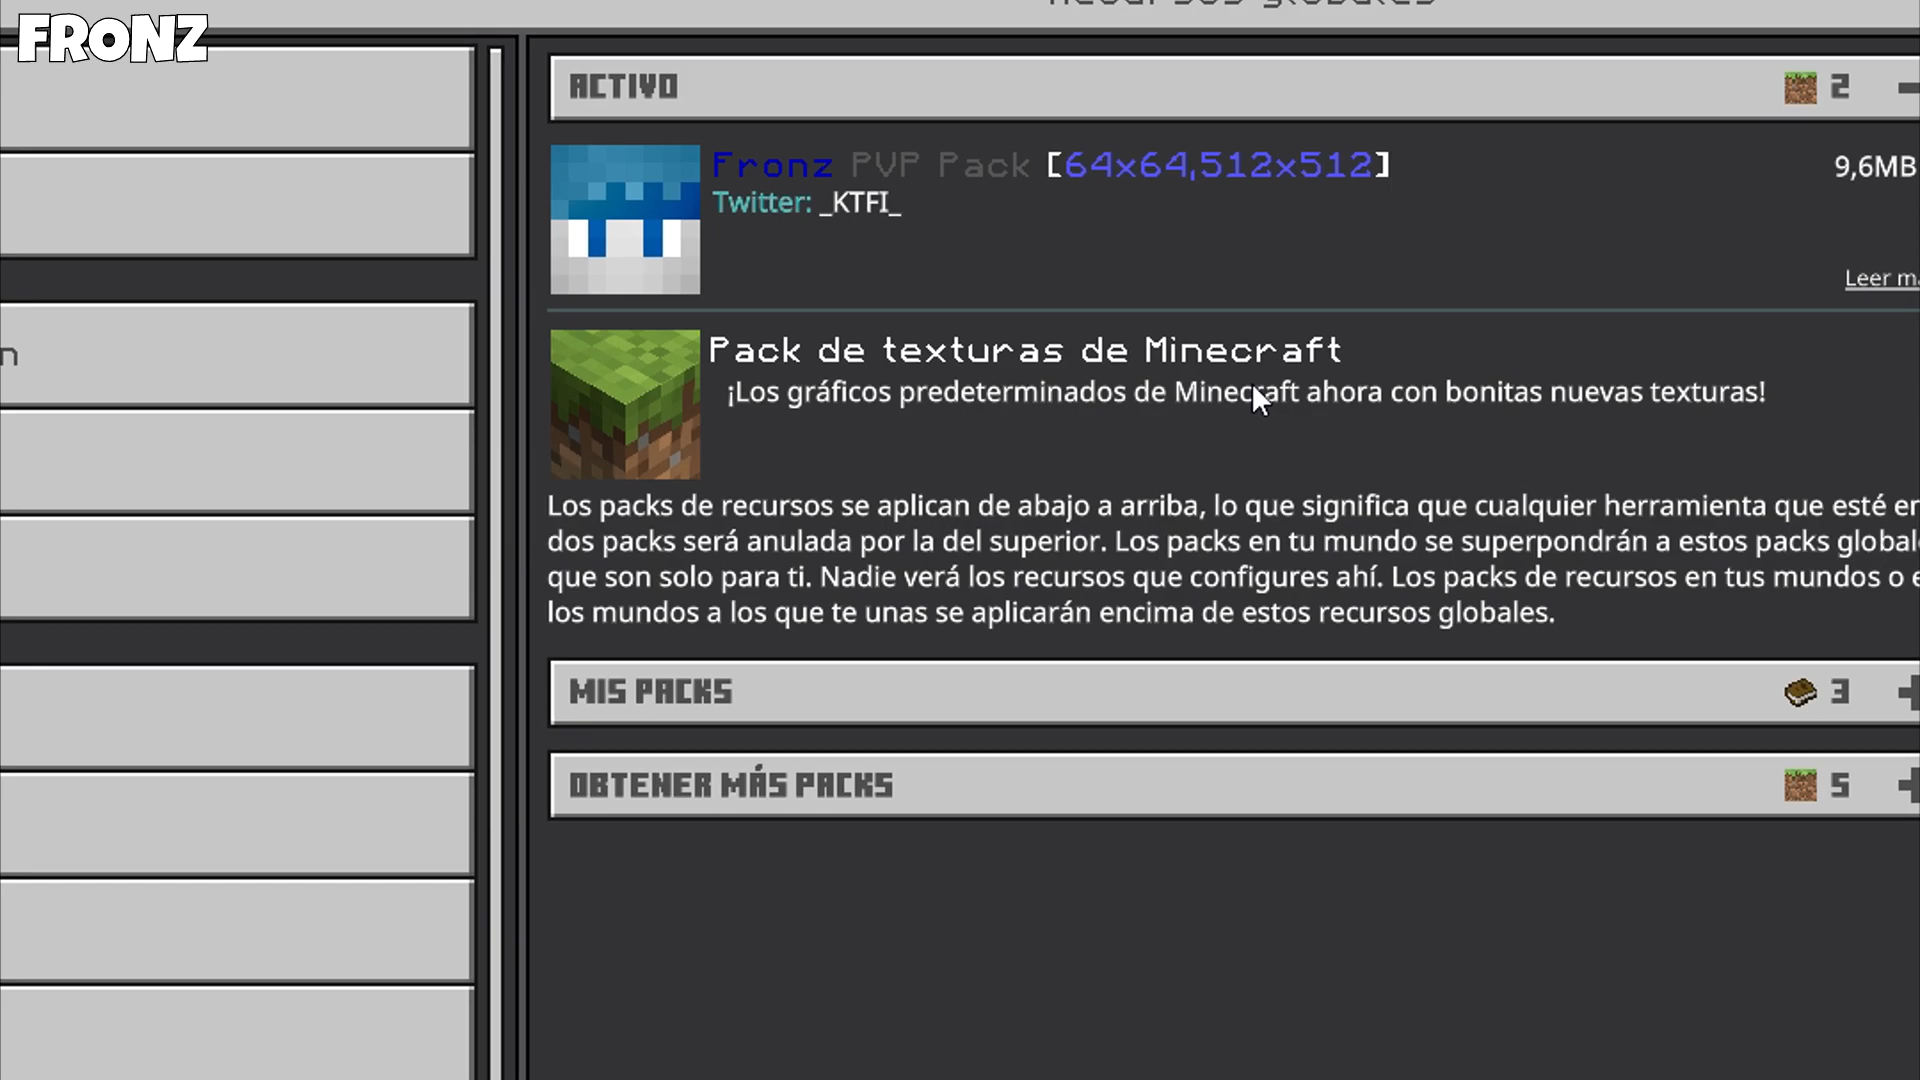 FRONZ
Recursos globales
ACTIVO 2
Fronz PVP Pack [64x64,512x512] 9,6MB
Twitter: _KTFI_
Leer
n
Pack de texturas de Minecraft
¡Los gráficos predeterminados de Minecraft ahora con bonitas nuevas texturas!
Los packs de recursos se aplican de abajo a arriba, lo que significa que cualquier herramienta que esté en
dos packs será anulada por la del superior. Los packs en tu mundo se superpondrán a estos packs
que son solo para ti. Nadie verá los recursos que configures ahí. Los packs de recursos en tus mundos o
los mundos a los que te unas se aplicarán encima de estos recursos globales.
MIS PACKS 3
OBTENER MÁS PACKS 5